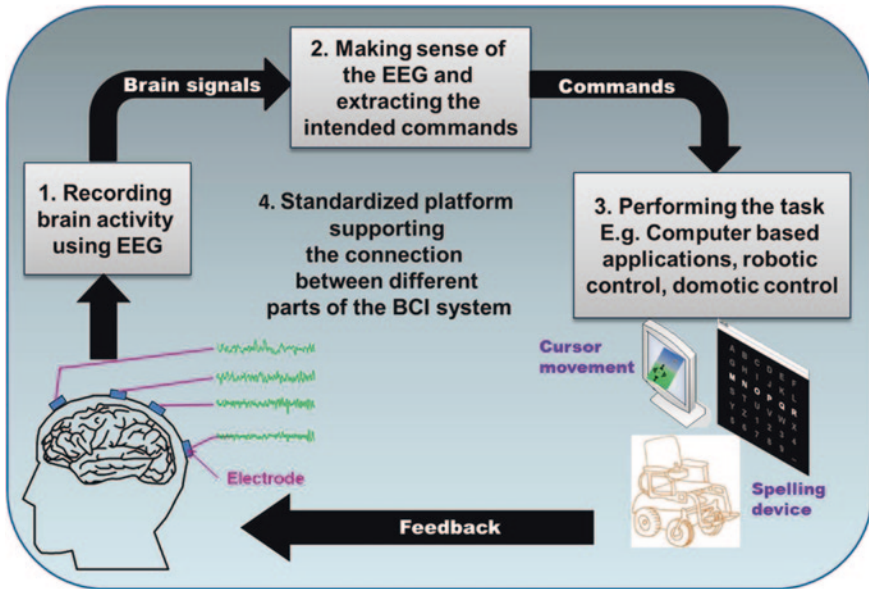 Brain signals
2. Making sense of
the EEG and
extracting the
intended commands
Commands
1. Recording
brain activity
using EEG
4. Standardized platform
supporting
the connection
between different
parts of the BCI system
3. Performing the task
E.g. Computer based
applications, robotic
control, domotic control
Cursor
movement
Electrode
Spelling
device
Feedback